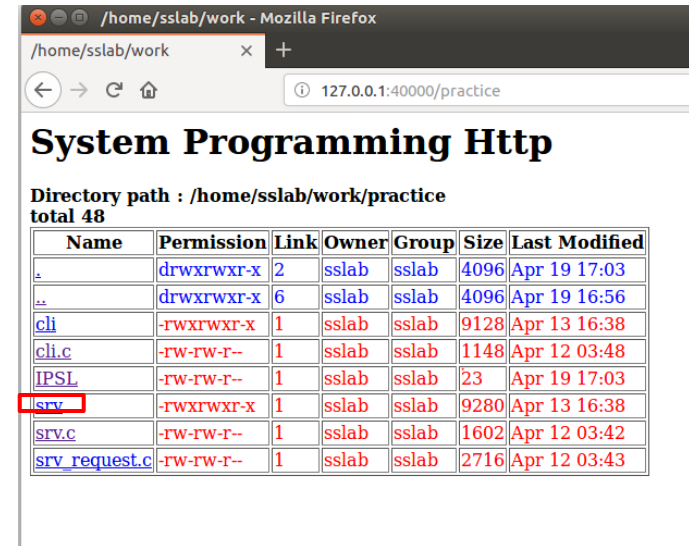 /home/sslab/work - Mozilla Firefox
/home/sslab/work
127.0.0.1:40000/practice
System Programming Http
Directory path : /home/sslab/work/practice
total 48
Name Permission Link Owner Group Size Last Modified
. drwxrwxr-x 2 sslab sslab 4096 Apr 19 17:03
.. drwxrwxr-x 6 sslab sslab 4096 Apr 19 16:56
cli -rwxrwxr-x 1 sslab sslab 9128 Apr 13 16:38
cli.c -rw-rw-r-- 1 sslab sslab 1148 Apr 12 03:48
IPSL -rw-rw-r-- 1 sslab sslab 23 Apr 19 17:03
srv -rwxrwxr-x 1 sslab sslab 9280 Apr 13 16:38
srv.c -rw-rw-r-- 1 sslab sslab 1602 Apr 12 03:42
srv_request.c -rw-rw-r-- 1 sslab sslab 2716 Apr 12 03:43